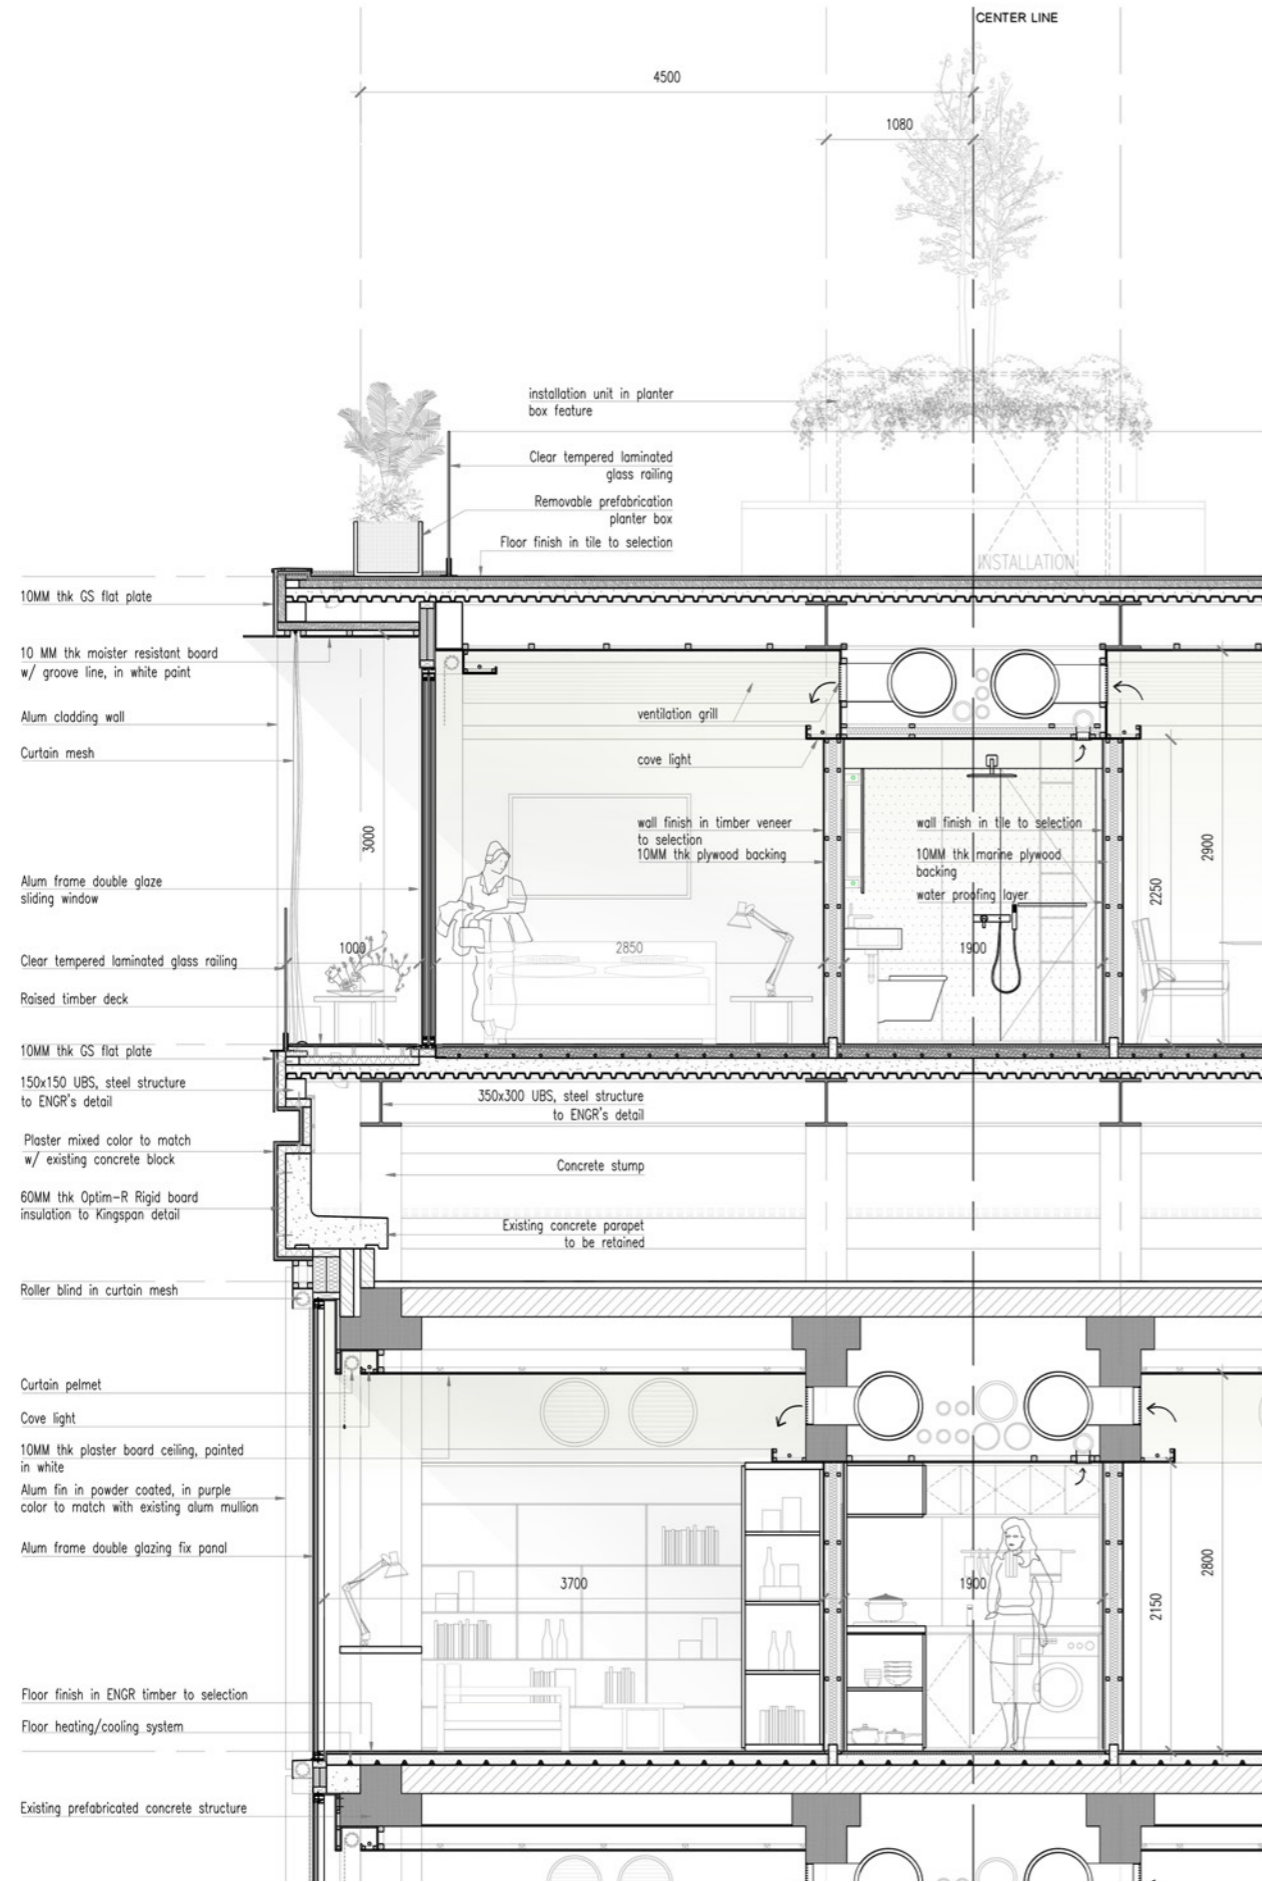 CENTER LINE
4500
1080
installation unit in planter
box feature
Clear tempered laminated
glass railing
Removable prefabrication
planter box
Floor finish in tile to selection
INSTALLATION
10MM thk GS flat plate
10 MM thk moister resistant board
w/ groove line, in white paint
Alum cladding wall
ventilation grill
Curtain mesh
cove light
3000
wall finish in timber veneer
to selection
10MM thk plywood backing
wall finish in tile to selection
10MM thk marine plywood
backing
water proofing layer
2900
2250
Alum frame double glaze
sliding window
1000
2850
1900
Clear tempered laminated glass railing
Raised timber deck
10MM thk GS flat plate
150x150 UBS, steel structure
to ENGR's detail
350x300 UBS, steel structure
to ENGR's detail
Plaster mixed color to match
w/ existing concrete block
Concrete stump
60MM thk Optim-R Rigid board
insulation to Kingspan detail
Existing concrete parapet
to be retained
Roller blind in curtain mesh
Curtain pelmet
Cove light
10MM thk plaster board ceiling, painted
in white
Alum fin in powder coated, in purple
color to match with existing alum mullion
Alum frame double glazing fix panel
3700
1900
2150
2800
Floor finish in ENGR timber to selection
Floor heating/cooling system
Existing prefabricated concrete structure